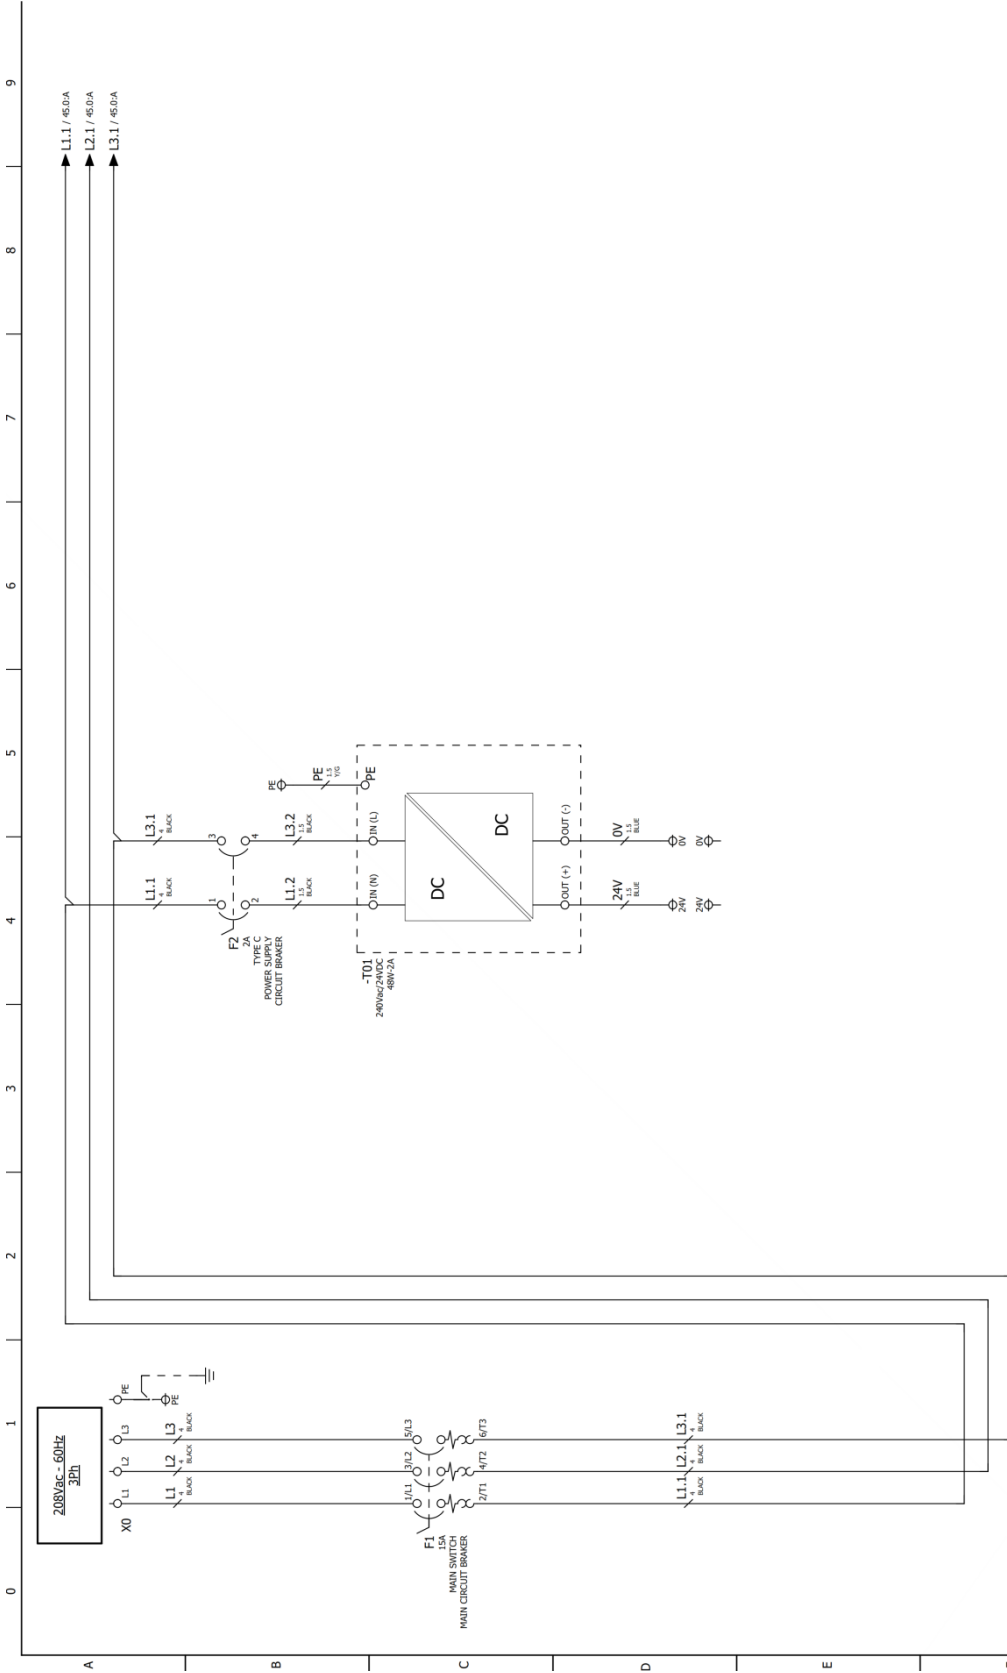 0
1
2
3
4
5
6
7
8
9
A
B
C
D
E
208Vac - 60Hz
3Ph
X0
L1
L2
L3
PE
PE
L1
4
BLACK
L2
4
BLACK
L3
4
BLACK
F1
15A
MAIN SWITCH
MAIN CIRCUIT BRAKER
1/L1
3/L2
5/L3
2/T1
4/T2
6/T3
L1.1
4
BLACK
L2.1
4
BLACK
L3.1
4
BLACK
L1.1
4
BLACK
L3.1
4
BLACK
F2
2A
TYPE C
POWER SUPPLY
CIRCUIT BRAKER
1
3
2
4
L1.2
1.5
BLACK
L3.2
1.5
BLACK
PE
PE
1.5
Y/G
PE
-T01
240Vac/24VDC
48W-2A
IN (N)
IN (L)
DC
DC
OUT (+)
OUT (-)
24V
1.5
BLUE
0V
1.5
BLUE
24V
0V
24V
0V
L1.1 / 45.0:A
L2.1 / 45.0:A
L3.1 / 45.0:A